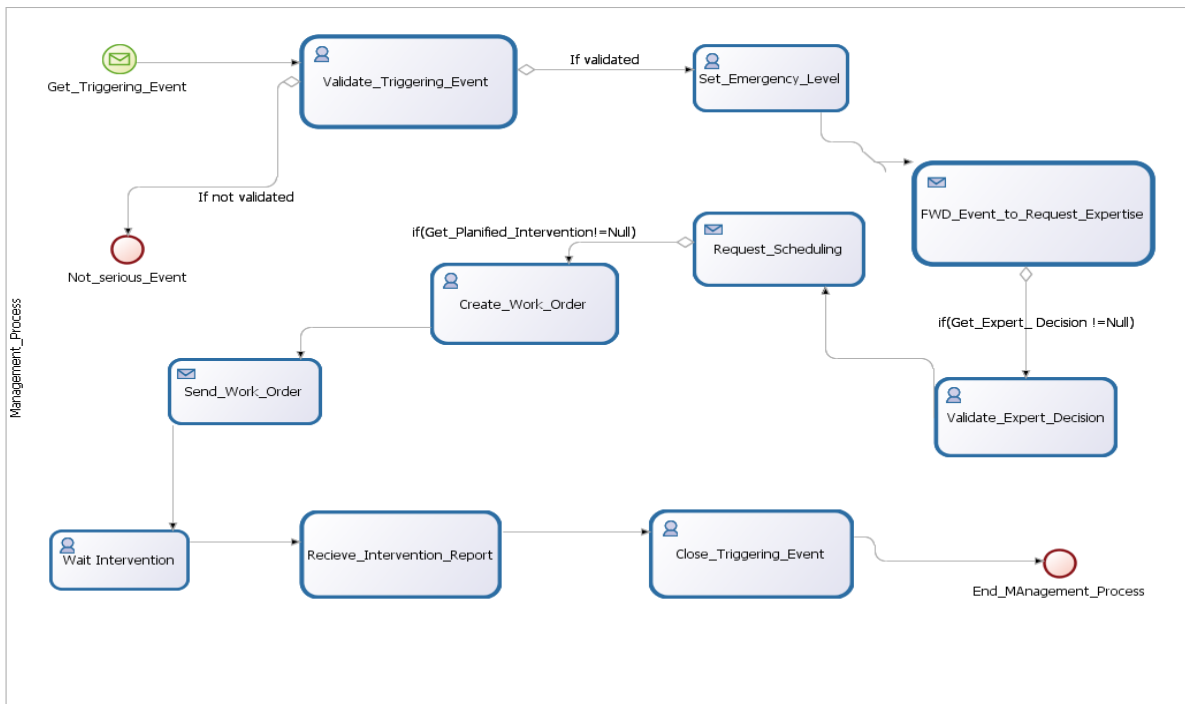 Get_Triggering_Event
Validate_Triggering_Event
If validated
Set_Emergency_Level
If not validated
Not_serious_Event
FWD_Event_to_Request_Expertise
if(Get_Planified_Intervention!=Null)
Request_Scheduling
Create_Work_Order
if(Get_Expert_ Decision !=Null)
Management_Process
Send_Work_Order
Validate_Expert_Decision
Wait Intervention
Recieve_Intervention_Report
Close_Triggering_Event
End_MAnagement_Process